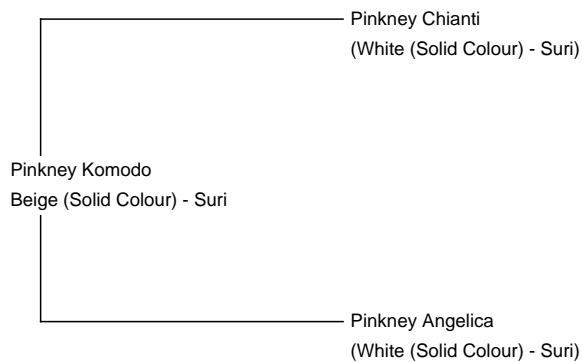 Pinkney Chianti
(White (Solid Colour) - Suri)
Pinkney Komodo
Beige (Solid Colour) - Suri
Pinkney Angelica
(White (Solid Colour) - Suri)